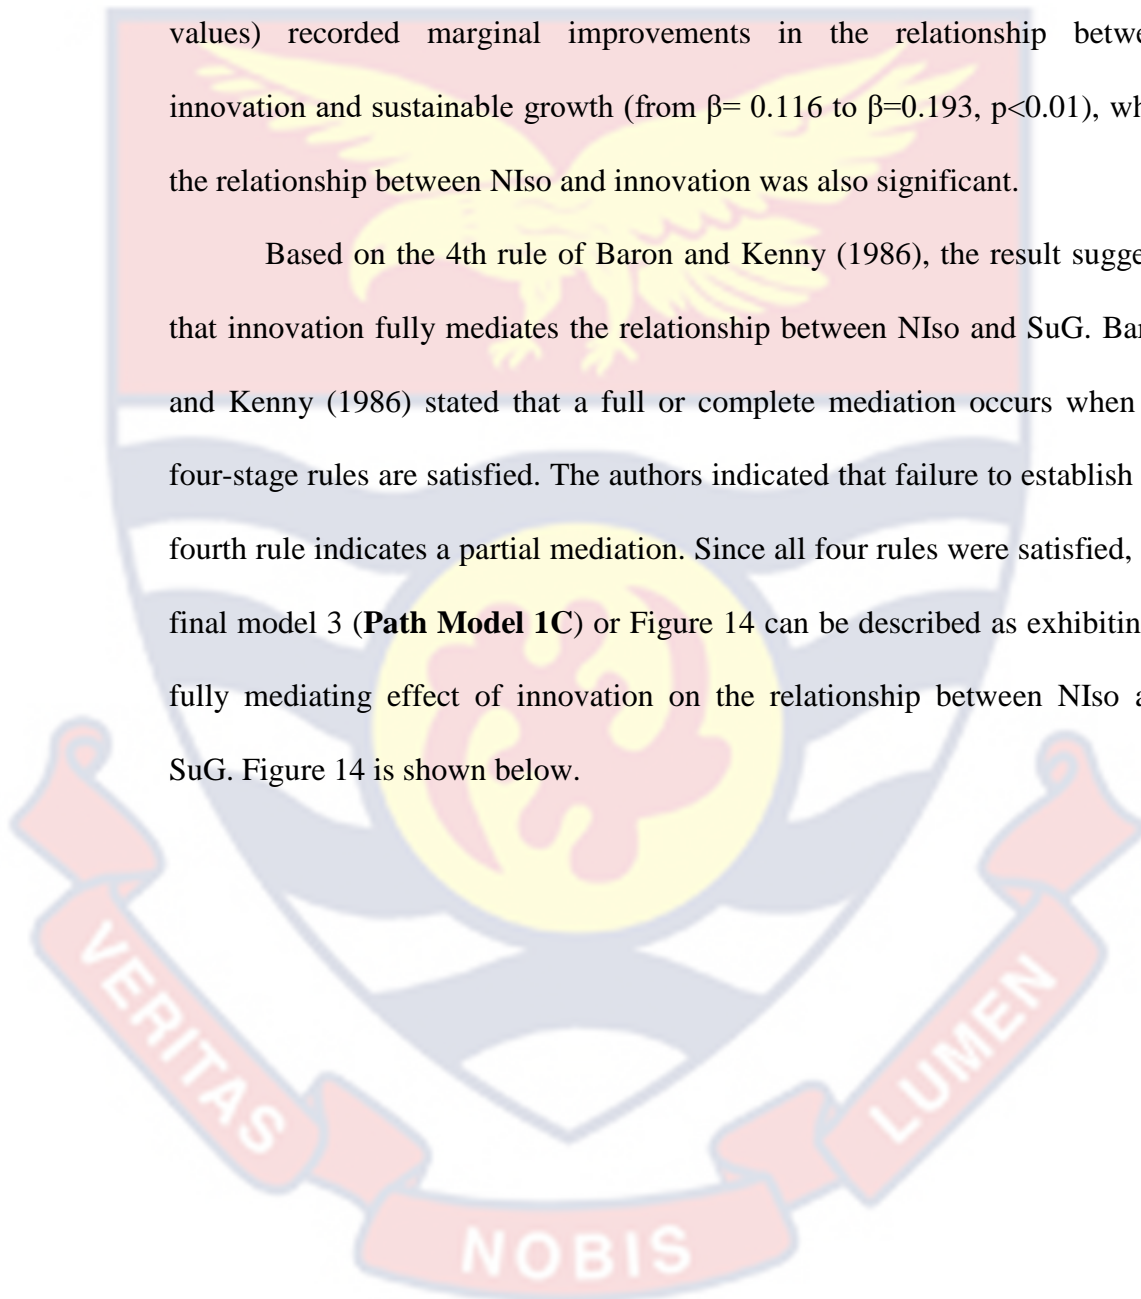 values) recorded marginal improvements in the relationship
innovation and sustainable growth (from β= 0.116 to β=0.193, p<0.01),
the relationship between NIso and innovation was also significant.
Based on the 4th rule of Baron and Kenny (1986), the result
that innovation fully mediates the relationship between NIso and SuG.
and Kenny (1986) stated that a full or complete mediation occurs when
four-stage rules are satisfied. The authors indicated that failure to establish
fourth rule indicates a partial mediation. Since all four rules were satisfied,
final model 3 (Path Model 1C) or Figure 14 can be described as
fully mediating effect of innovation on the relationship between NIso
SuG. Figure 14 is shown below.
VERITAS
NOBIS
LUMEN